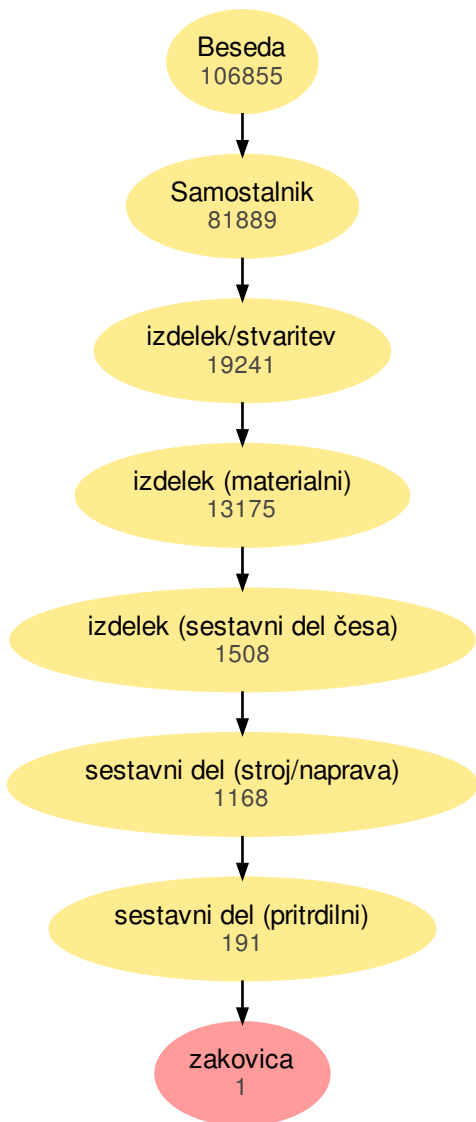 Beseda
106855
Samostalnik
81889
izdelek/stvaritev
19241
izdelek (materialni)
13175
izdelek (sestavni del česa)
1508
sestavni del (stroj/naprava)
1168
sestavni del (pritrdilni)
191
zakovica
1